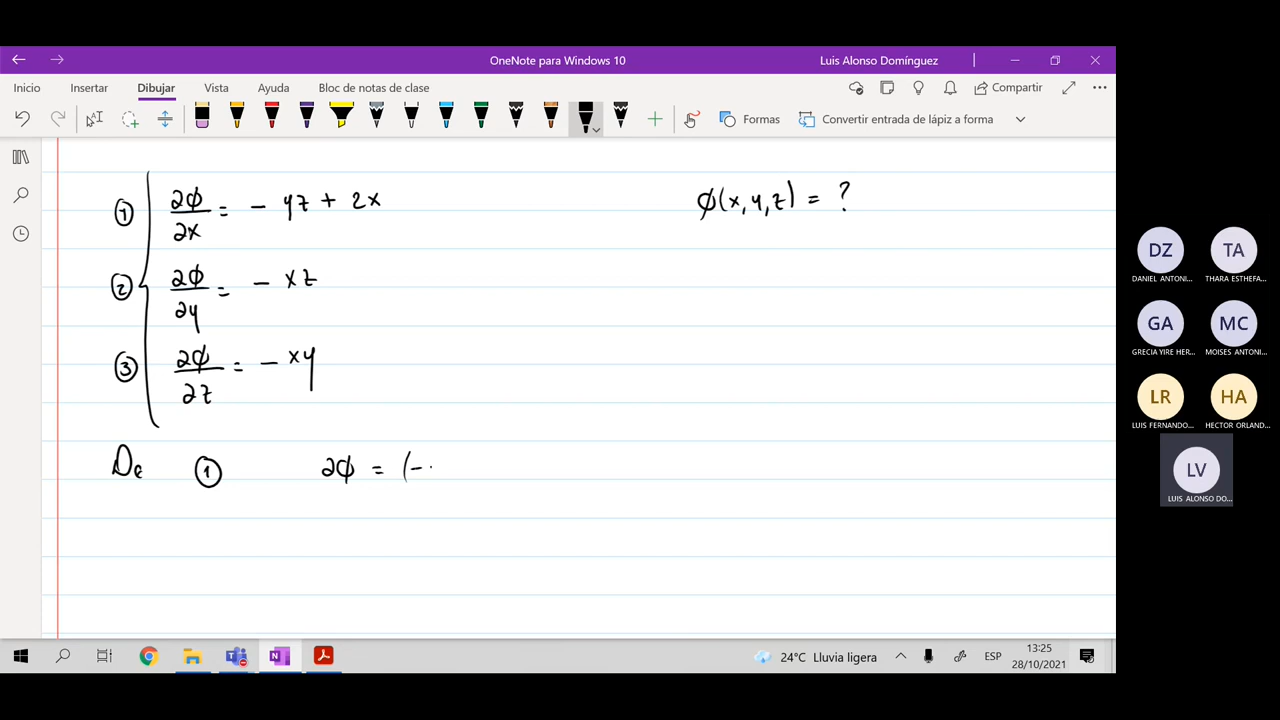 OneNote para Windows 10
Luis Alonso Domínguez
Inicio Insertar Dibujar Vista Ayuda Bloc de notas de clase
Compartir
Formas
Convertir entrada de lápiz a forma
① ∂ϕ/∂x = - yz + 2x
ϕ(x, y, z) = ?
② ∂ϕ/∂y = - xz
③ ∂ϕ/∂z = - xy
De ① ∂ϕ = (-
DZ
DANIEL ANTONI...
TA
THARA ESTHEFA...
GA
GRECIA YIRE HER...
MC
MOISES ANTONI...
LR
LUIS FERNANDO...
HA
HECTOR ORLAND...
LV
LUIS ALONSO DO...
24°C Lluvia ligera
ESP
13:25
28/10/2021